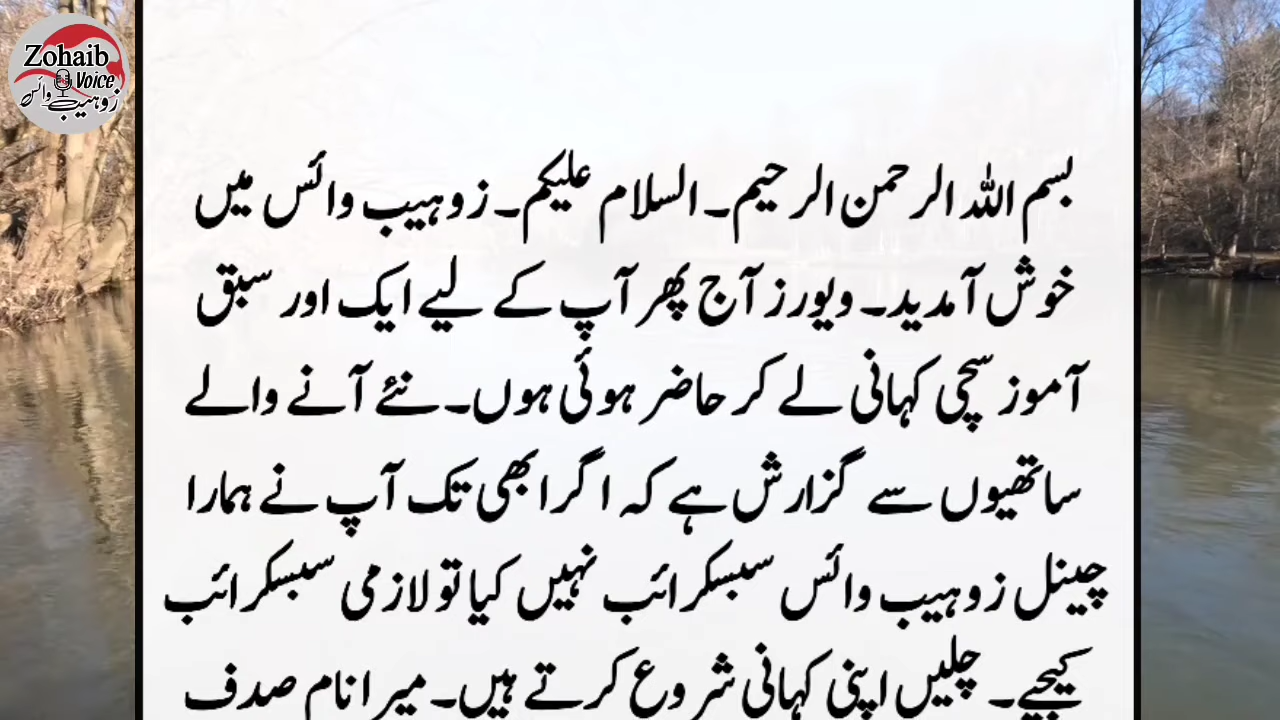 Zohaib
Voice
زوہیب وائس
بسم اللہ الرحمن الرحیم۔ السلام علیکم۔ زوہیب وائس میں
خوش آمدید۔ ویورز آج پھر آپ کے لیے ایک اور سبق
آموز سچی کہانی لے کر حاضر ہوئی ہوں۔ نئے آنے والے
ساتھیوں سے گزارش ہے کہ اگر ابھی تک آپ نے ہمارا
چینل زوہیب وائس سبسکرائب نہیں کیا تو لازمی سبسکرائب
کیجیے۔ چلیں اپنی کہانی شروع کرتے ہیں۔ میرا نام صدف